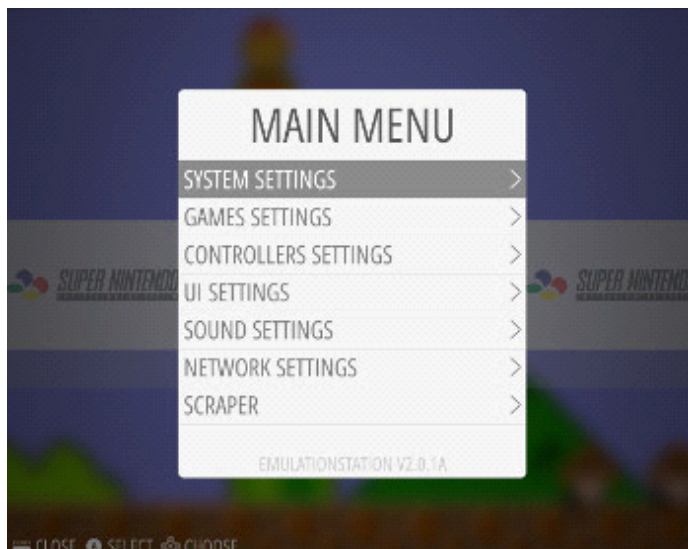 MAIN MENU
SYSTEM SETTINGS
GAMES SETTINGS
CONTROLLERS SETTINGS
SUPER NINTENDO
SUPER NINTENDO
UI SETTINGS
SOUND SETTINGS
NETWORK SETTINGS
SCRAPER
EMULATIONSTATION V2.0.1A
CLOSE SELECT CHOOSE